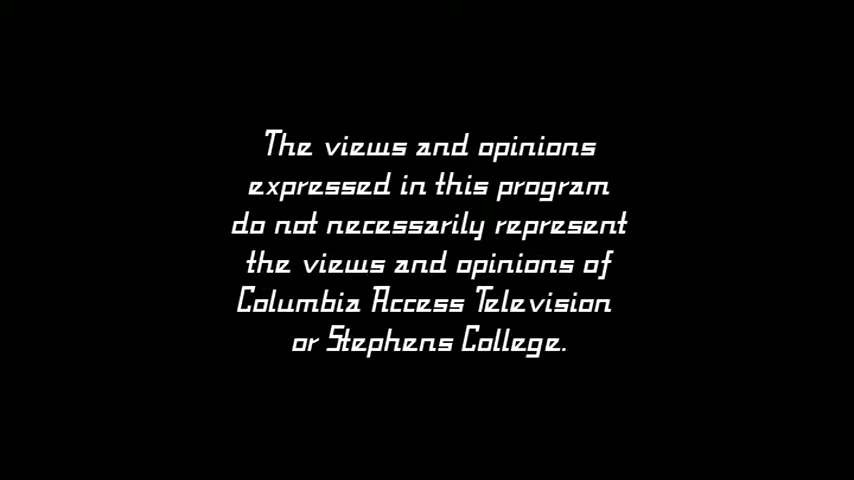 The views and opinions
expressed in this program
do not necessarily represent
the views and opinions of
Columbia Access Television
or Stephens College.